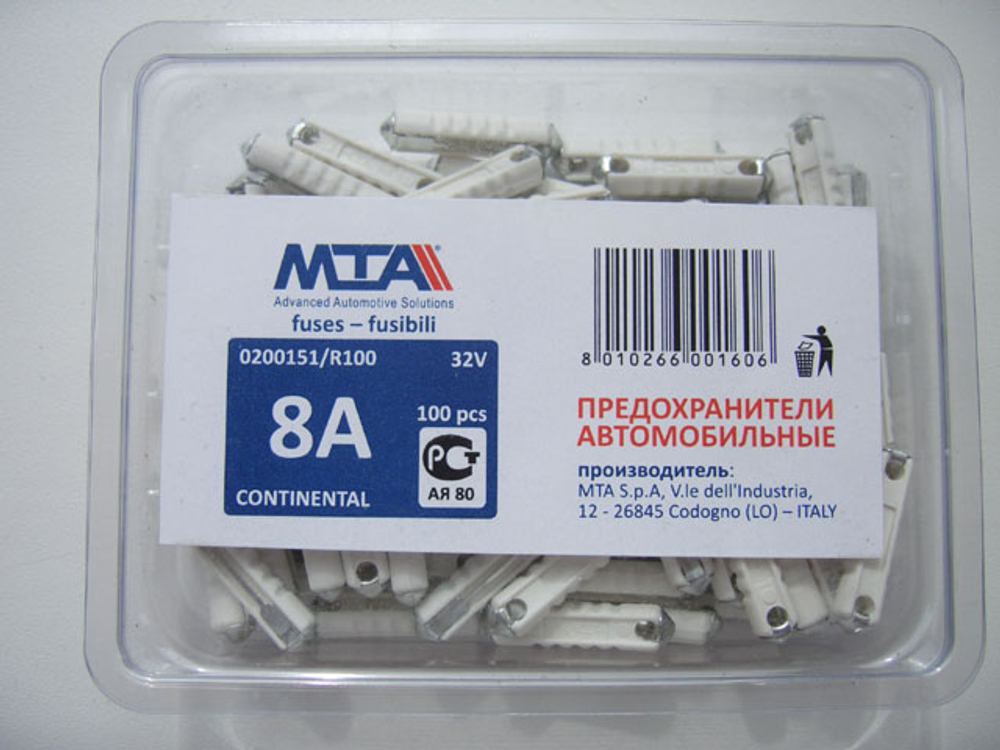 MTA
Advanced Automotive Solutions
fuses – fusibili
0200151/R100 32V
8A
100 pcs
РСТ
АЯ 80
CONTINENTAL
8 010266 001606
ПРЕДОХРАНИТЕЛИ
АВТОМОБИЛЬНЫЕ
производитель:
MTA S.p.A, V.le dell'Industria,
12 - 26845 Codogno (LO) – ITALY